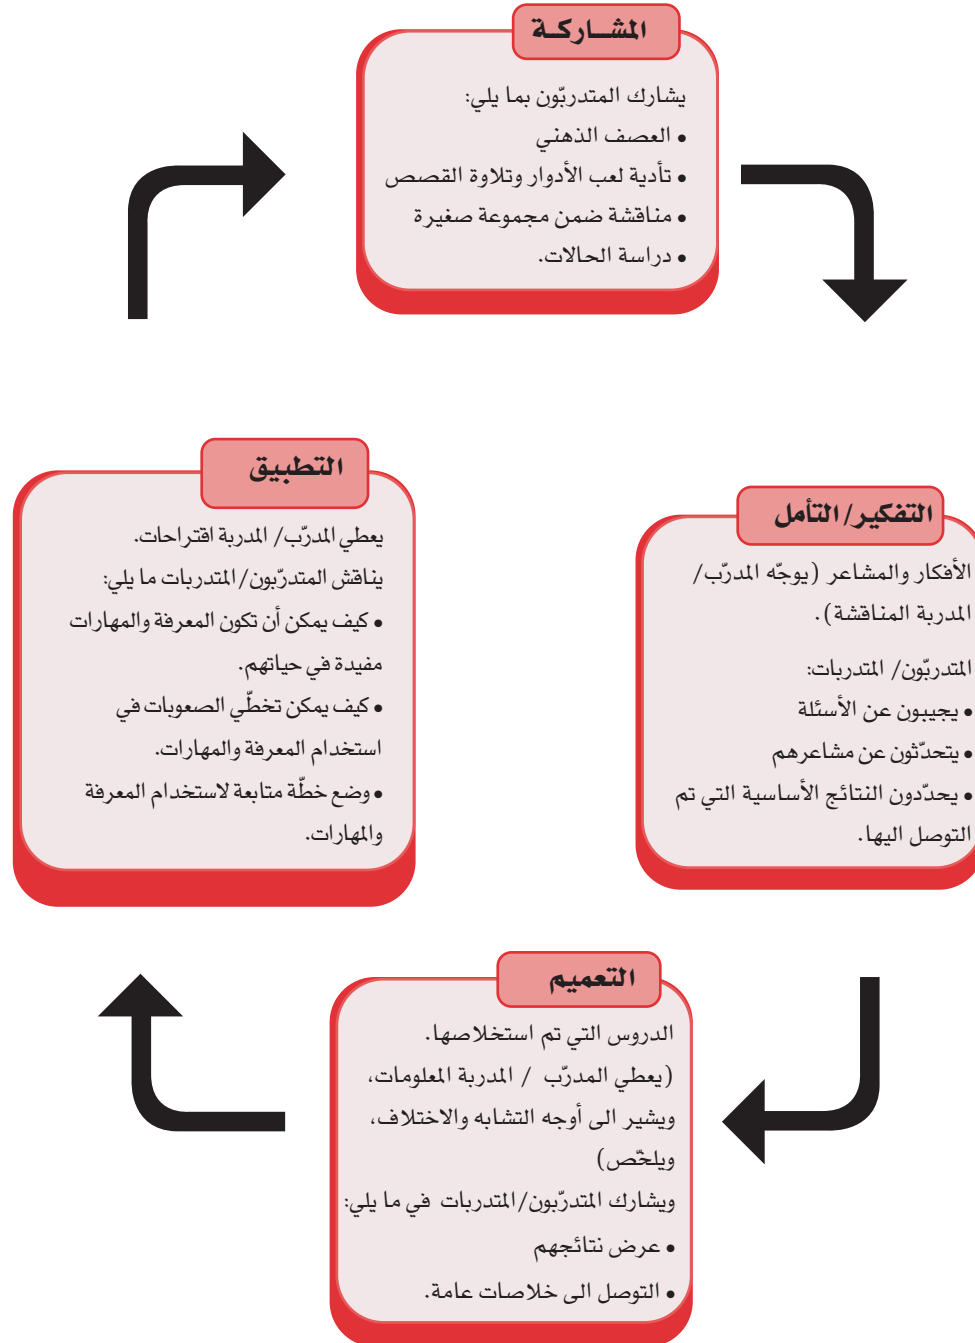 المشــاركــة
يشارك المتدربّون بما يلي:
• العصف الذهني
• تأدية لعب الأدوار وتلاوة القصص
• مناقشة ضمن مجموعة صغيرة
• دراسة الحالات.
التفكير/التأمل
الأفكار والمشاعر (يوجّه المدرّب/
المدربة المناقشة).
المتدربّون/ المتدربات:
• يجيبون عن الأسئلة
• يتحدّثون عن مشاعرهم
• يحدّدون النتائج الأساسية التي تم
التوصل اليها.
التعميم
الدروس التي تم استخلاصها.
(يعطي المدرّب / المدربة المعلومات،
ويشير الى أوجه التشابه والاختلاف،
ويلخّص)
ويشارك المتدرّبون/المتدربات في ما يلي:
• عرض نتائجهم
• التوصل الى خلاصات عامة.
التطبيق
يعطي المدرّب/ المدربة اقتراحات.
يناقش المتدرّبون/المتدربات ما يلي:
• كيف يمكن أن تكون المعرفة والمهارات
مفيدة في حياتهم.
• كيف يمكن تخطّي الصعوبات في
استخدام المعرفة والمهارات.
• وضع خطّة متابعة لاستخدام المعرفة
والمهارات.